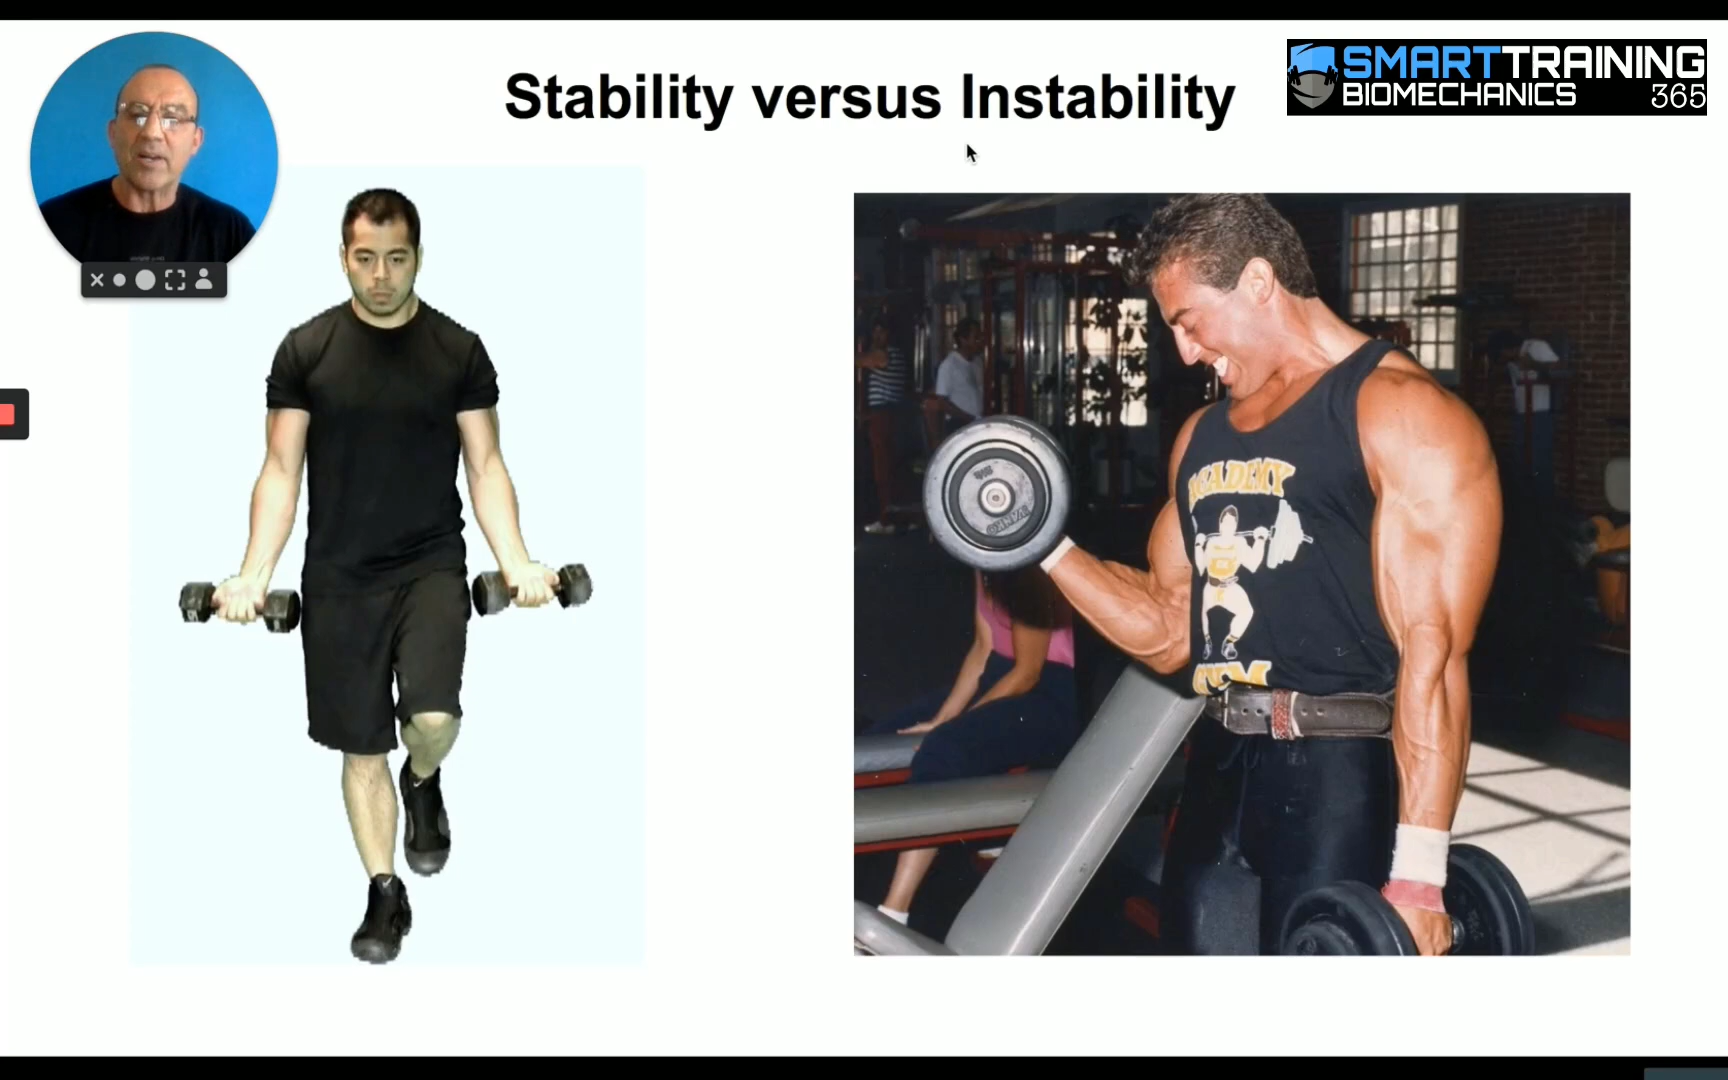 Stability versus Instability
SMARTTRAINING
BIOMECHANICS 365
ACADEMY
GYM